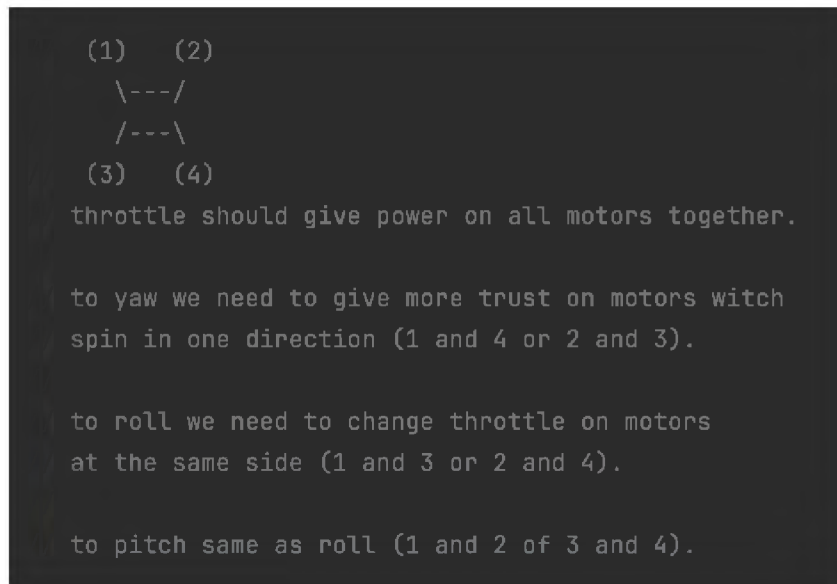 (1)   (2)
\---/
/---\
(3)   (4)
throttle should give power on all motors together.
to yaw we need to give more trust on motors witch
spin in one direction (1 and 4 or 2 and 3).
to roll we need to change throttle on motors
at the same side (1 and 3 or 2 and 4).
to pitch same as roll (1 and 2 of 3 and 4).